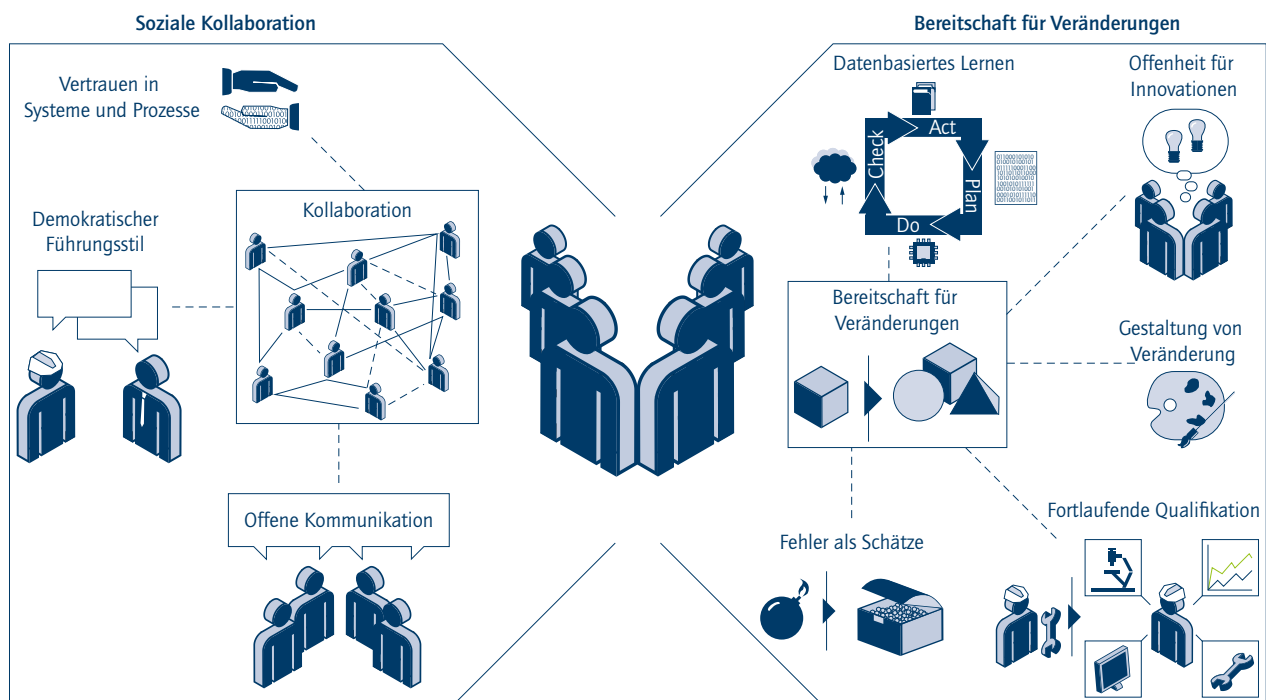 Soziale Kollaboration
Vertrauen in
Systeme und Prozesse
Demokratischer
Führungsstil
Kollaboration
Offene Kommunikation
Bereitschaft für Veränderungen
Datenbasiertes Lernen
Check
Act
Plan
Do
Offenheit für
Innovationen
Bereitschaft für
Veränderungen
Gestaltung von
Veränderung
Fehler als Schätze
Fortlaufende Qualifikation